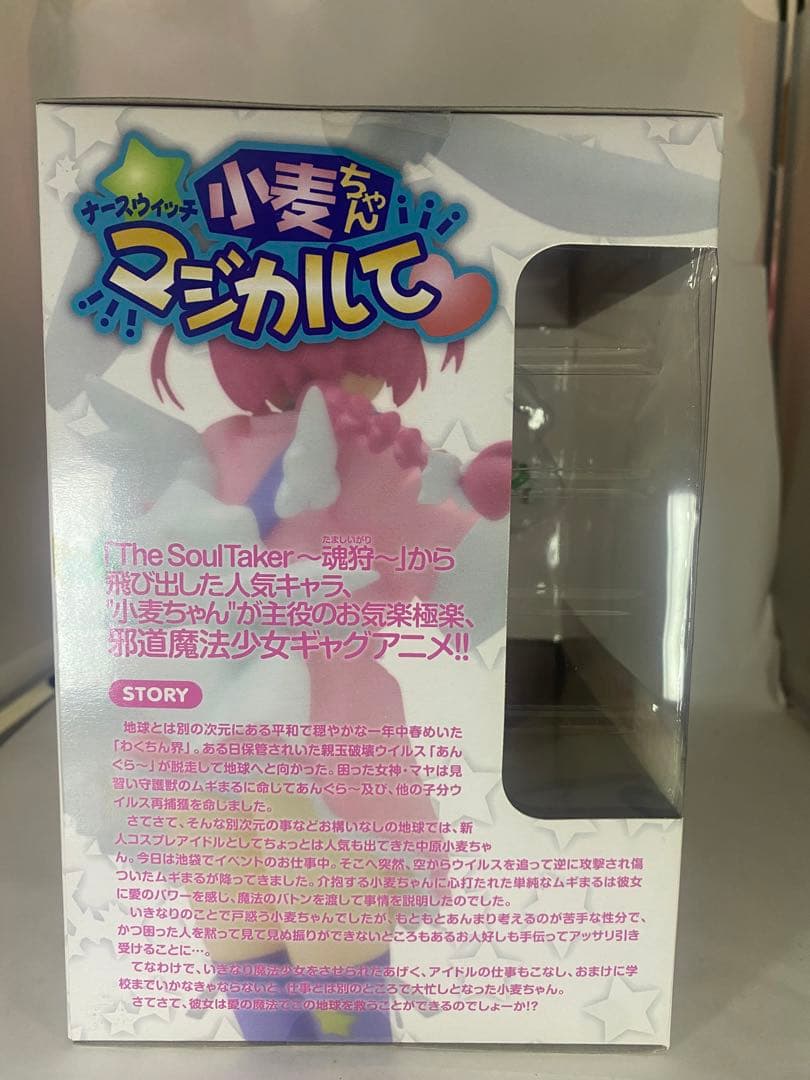 ナースウィッチ
小麦ちゃん
マジカルて
「The SoulTaker ～魂狩～」から
たましいがり
飛び出した人気キャラ、
"小麦ちゃん"が主役のお気楽極楽、
邪道魔法少女ギャグアニメ!!
STORY
地球とは別の次元にある平和で穏やかな一年中春めいた
「わくちん界」。ある日保管されいた親玉破壊ウイルス「あん
ぐら～」が脱走して地球へと向かった。困った女神・マヤは見
習い守護獣のムギまるに命してあんぐら～及び、他の子分ウ
イルス再捕獲を命じました。
さてさて、そんな別次元の事などお構いなしの地球では、新
人コスプレアイドルとしてちょっとは人気も出てきた中原小麦ちゃ
ん。今日は池袋でイベントのお仕事中。そこへ突然、空からウイルスを追って逆に攻撃され傷
ついたムギまるが降ってきました。介抱する小麦ちゃんに心打たれた単純なムギまるは彼女
に愛のパワーを感じ、魔法のバトンを渡して事情を説明したのでした。
いきなりのことで戸惑う小麦ちゃんでしたが、もともとあんまり考えるのが苦手な性分で、
かつ困った人を黙って見て見ぬ振りができないところもあるお人好しも手伝ってアッサリ引き
受けることに…。
てなわけで、いきなり魔法少女をさせられたあげく、アイドルの仕事もこなし、おまけに学
校までいかなきゃならないと、仕事とは別のところで大忙しとなった小麦ちゃん。
さてさて、彼女は愛の魔法でこの地球を救うことができるのでしょーか!?